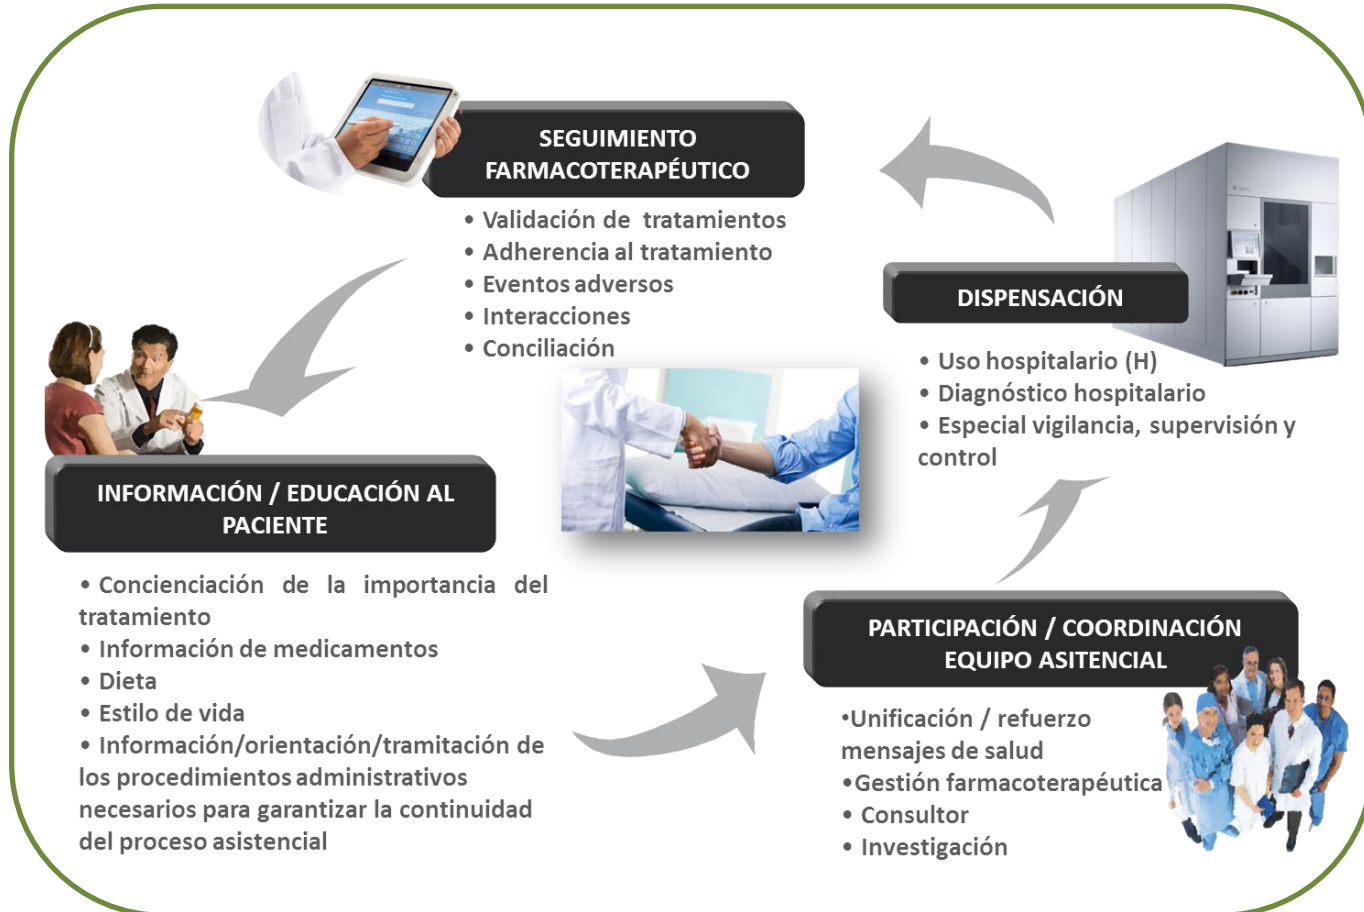 SEGUIMIENTO
FARMACOTERAPÉUTICO
• Validación de tratamientos
• Adherencia al tratamiento
• Eventos adversos
• Interacciones
• Conciliación
DISPENSACIÓN
• Uso hospitalario (H)
• Diagnóstico hospitalario
• Especial vigilancia, supervisión y
control
INFORMACIÓN / EDUCACIÓN AL
PACIENTE
• Concienciación de la importancia del
tratamiento
• Información de medicamentos
• Dieta
• Estilo de vida
• Información/orientación/tramitación de
los procedimientos administrativos
necesarios para garantizar la continuidad
del proceso asistencial
PARTICIPACIÓN / COORDINACIÓN
EQUIPO ASITENCIAL
•Unificación / refuerzo
mensajes de salud
•Gestión farmacoterapéutica
• Consultor
• Investigación